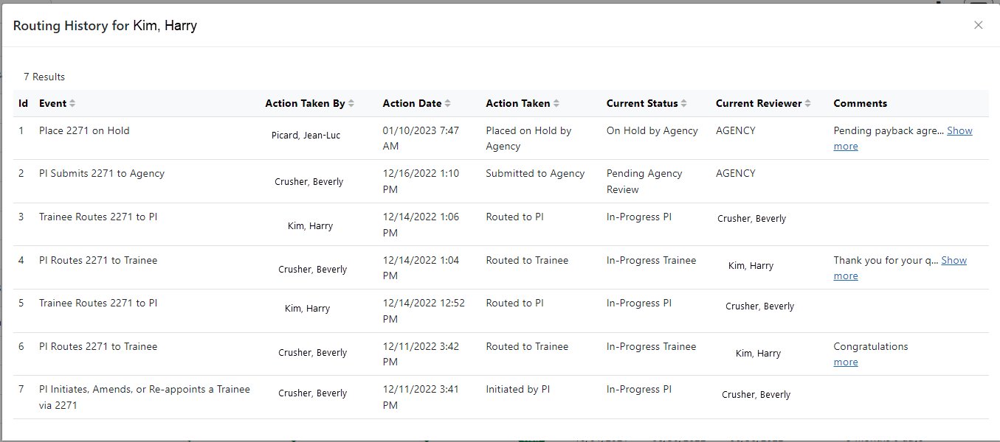 Routing History for Kim, Harry
7 Results
Id Event Action Taken By Action Date Action Taken Current Status Current Reviewer Comments
1 Place 2271 on Hold Picard, Jean-Luc 01/10/2023 7:47 Placed on Hold by On Hold by Agency AGENCY Pending payback agre... Show
AM Agency more
2 PI Submits 2271 to Agency Crusher, Beverly 12/16/2022 1:10 Submitted to Agency Pending Agency AGENCY
PM Review
3 Trainee Routes 2271 to PI Kim, Harry 12/14/2022 1:06 Routed to PI In-Progress PI Crusher, Beverly
PM
4 PI Routes 2271 to Trainee Crusher, Beverly 12/14/2022 1:04 Routed to Trainee In-Progress Trainee Kim, Harry Thank you for your q... Show
PM more
5 Trainee Routes 2271 to PI Kim, Harry 12/14/2022 12:52 Routed to PI In-Progress PI Crusher, Beverly
PM
6 PI Routes 2271 to Trainee Crusher, Beverly 12/11/2022 3:42 Routed to Trainee In-Progress Trainee Kim, Harry Congratulations
PM more
7 PI Initiates, Amends, or Re-appoints a Trainee Crusher, Beverly 12/11/2022 3:41 Initiated by PI In-Progress PI Crusher, Beverly
via 2271 PM